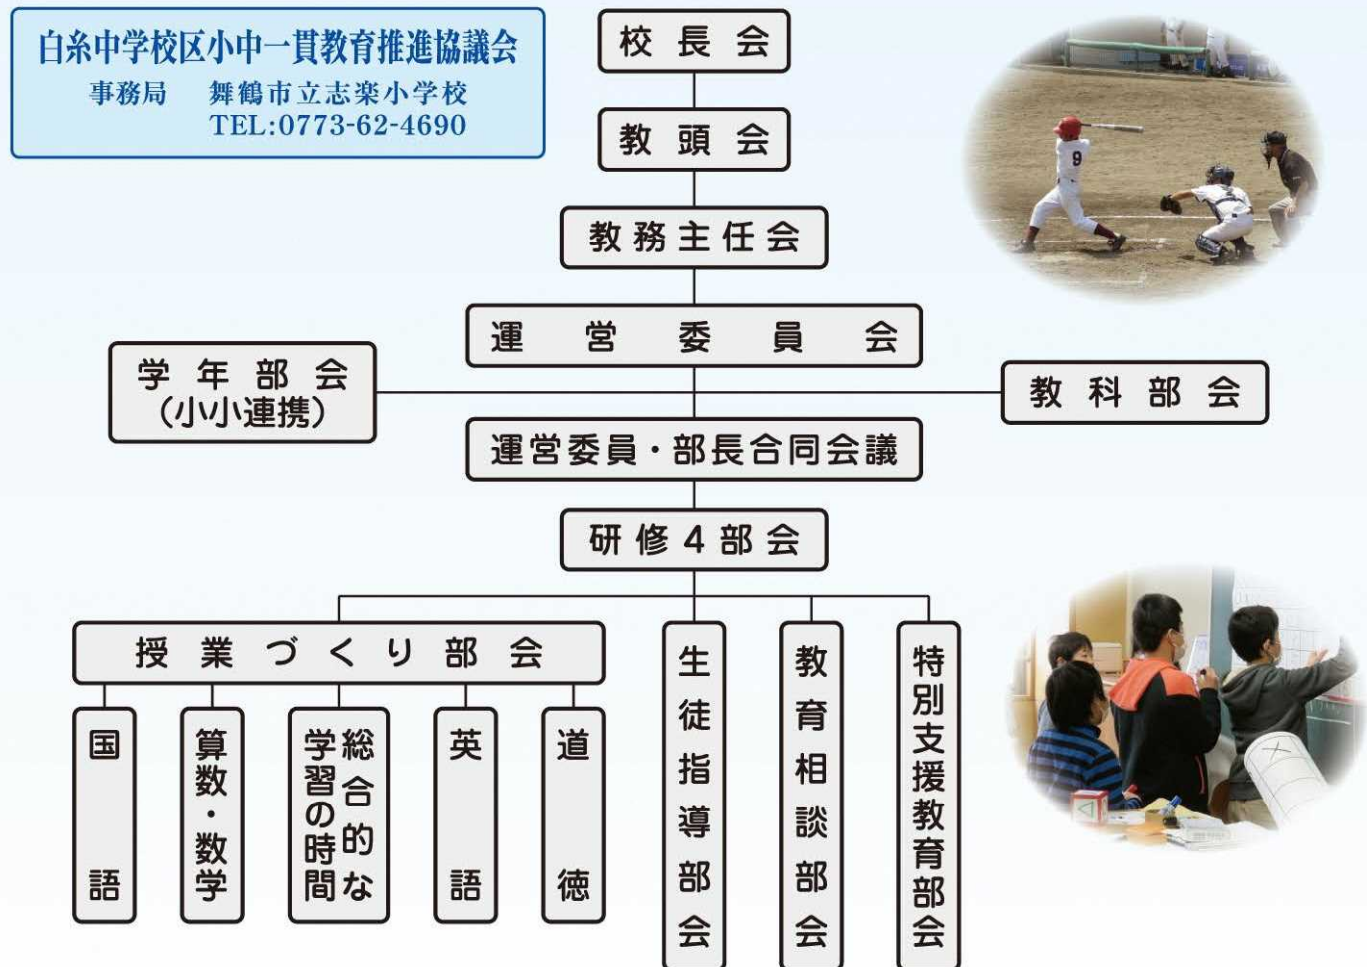 白糸中学校区小中一貫教育推進協議会
事務局 舞鶴市立志楽小学校
TEL:0773-62-4690
校長会
教頭会
教務主任会
運営委員会
学年部会
(小小連携)
教科部会
運営委員・部長合同会議
研修4部会
授業づくり部会
国語
算数・数学
総合的な
学習の時間
英語
道徳
生徒指導部会
教育相談部会
特別支援教育部会
9